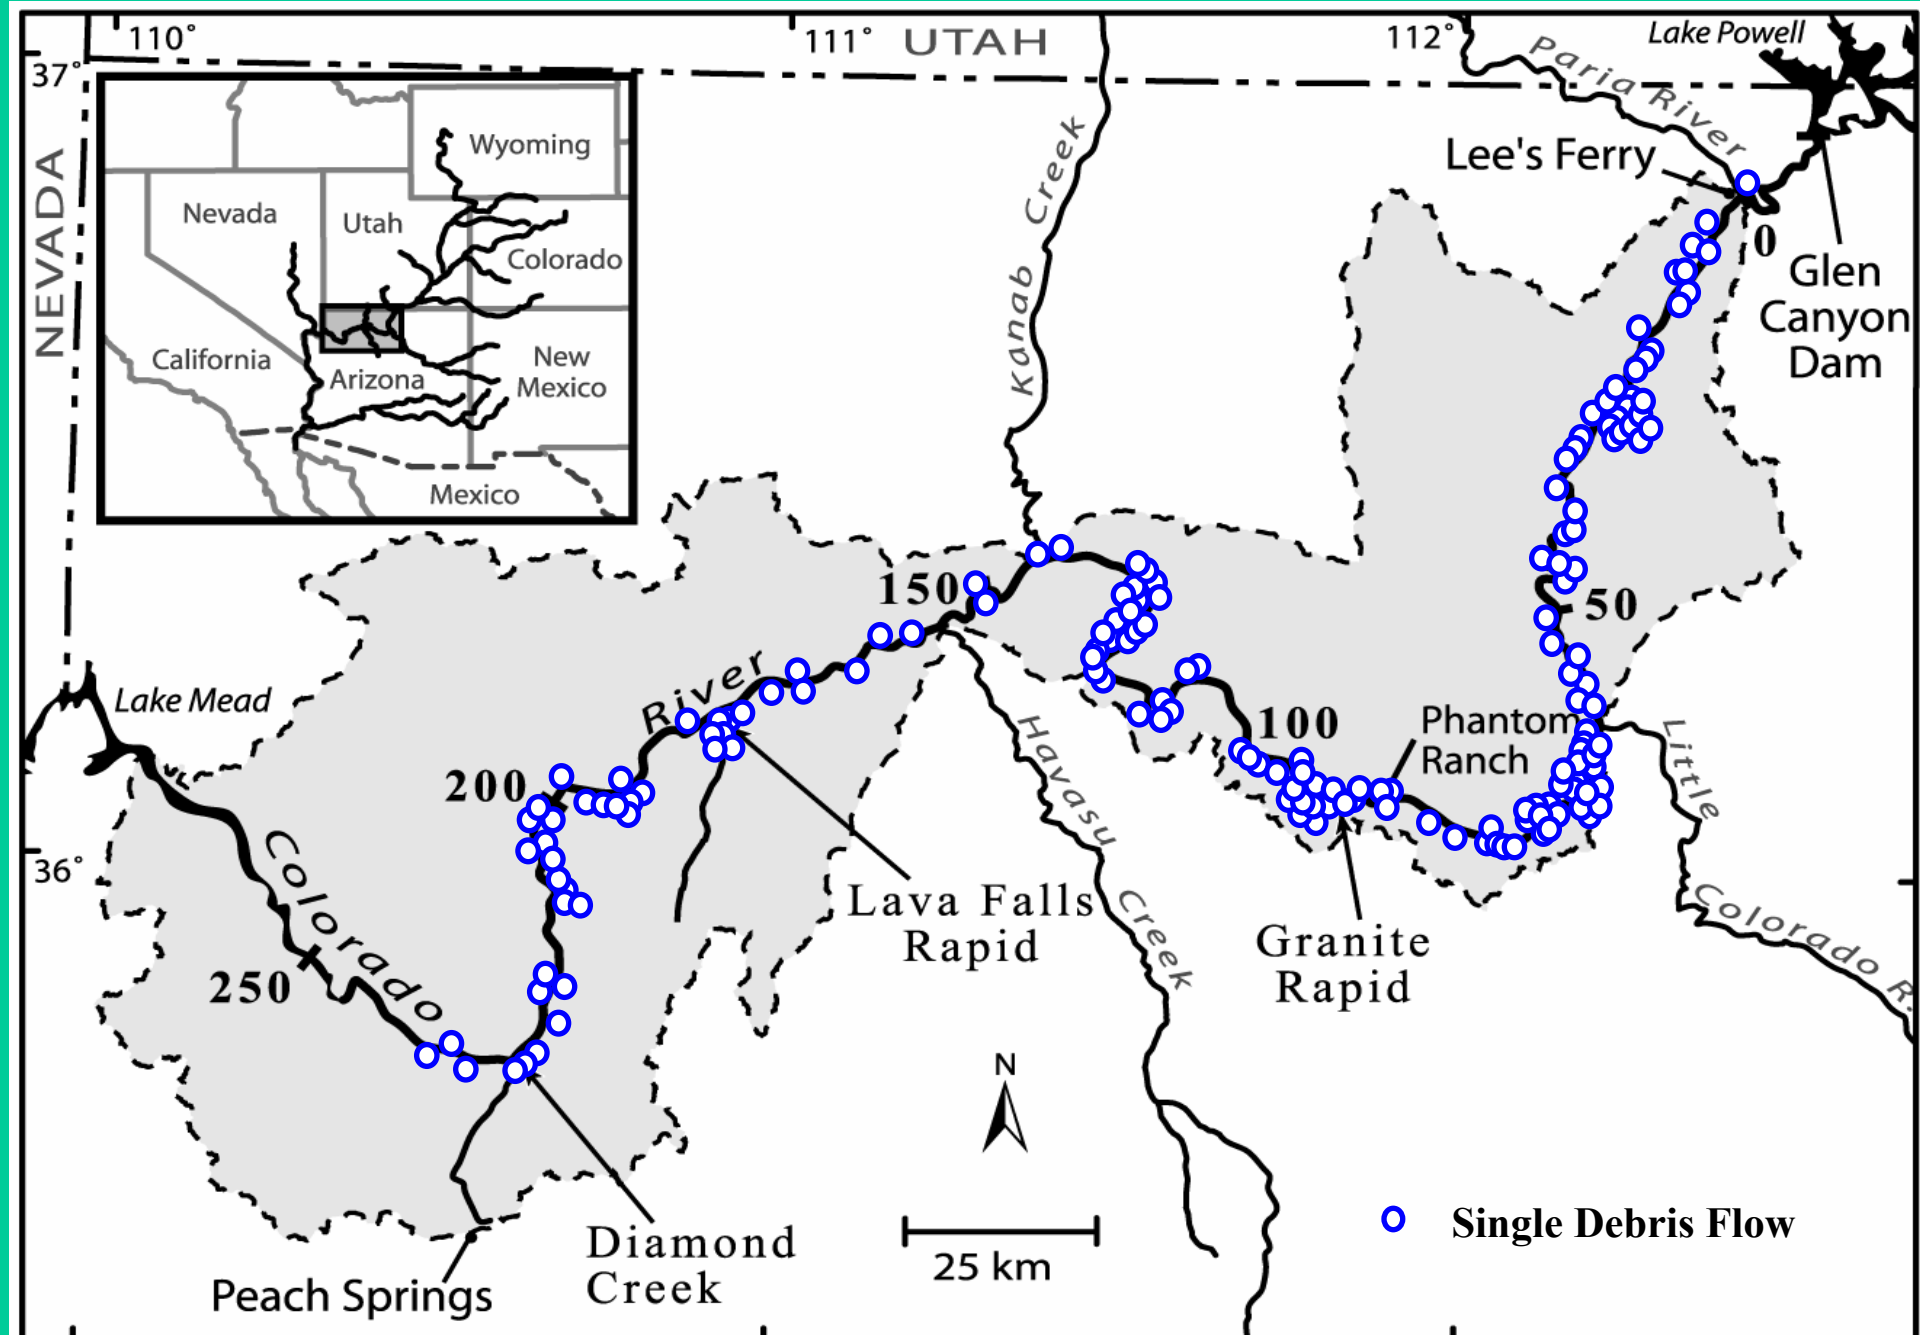 110°
111°
UTAH
112°
Lake Powell
37°
Paria River
NEVADA
Wyoming
Kanab Creek
Lee's Ferry
Nevada
Utah
0
Colorado
Glen
Canyon
Dam
California
Arizona
New
Mexico
Mexico
150
50
Lake Mead
River
100
Phantom
Ranch
Little
200
Havasu
36°
Colorado
Lava Falls
Rapid
Creek
Granite
Rapid
Colorado R.
250
N
Single Debris Flow
Diamond
Creek
25 km
Peach Springs